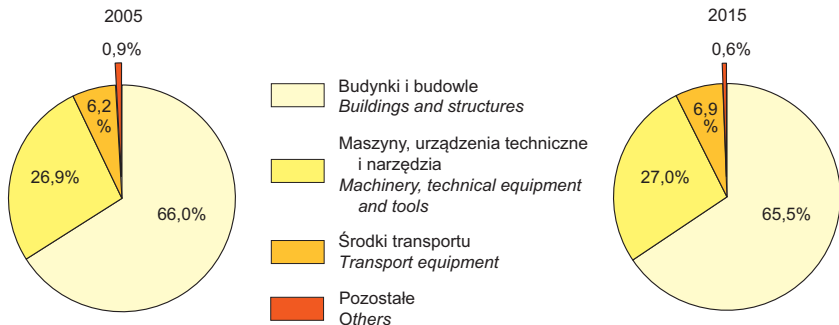 2005
0,9%
6,2
%
26,9%
66,0%
Budynki i budowle
Buildings and structures
Maszyny, urządzenia techniczne
i narzędzia
Machinery, technical equipment
and tools
Środki transportu
Transport equipment
Pozostałe
Others
2015
0,6%
6,9
%
27,0%
65,5%